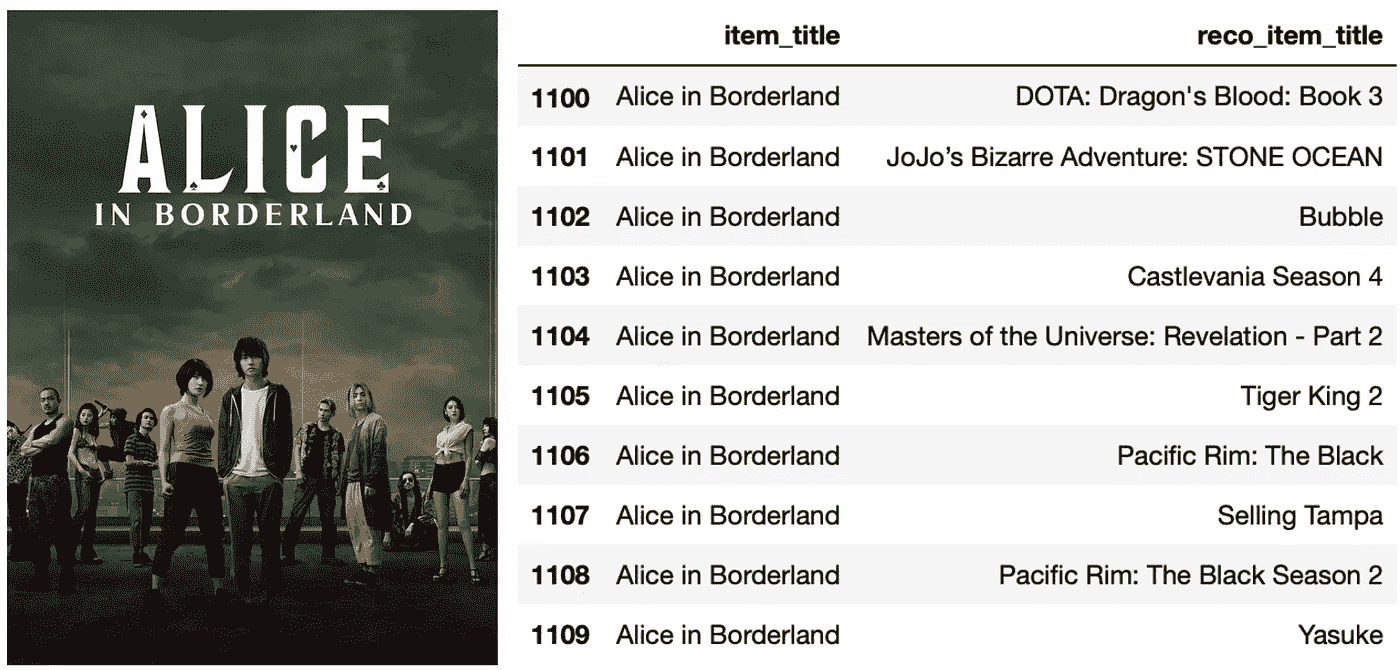 ALICE
IN BORDERLAND
item_title reco_item_title
1100 Alice in Borderland DOTA: Dragon's Blood: Book 3
1101 Alice in Borderland JoJo’s Bizarre Adventure: STONE OCEAN
1102 Alice in Borderland Bubble
1103 Alice in Borderland Castlevania Season 4
1104 Alice in Borderland Masters of the Universe: Revelation - Part 2
1105 Alice in Borderland Tiger King 2
1106 Alice in Borderland Pacific Rim: The Black
1107 Alice in Borderland Selling Tampa
1108 Alice in Borderland Pacific Rim: The Black Season 2
1109 Alice in Borderland Yasuke